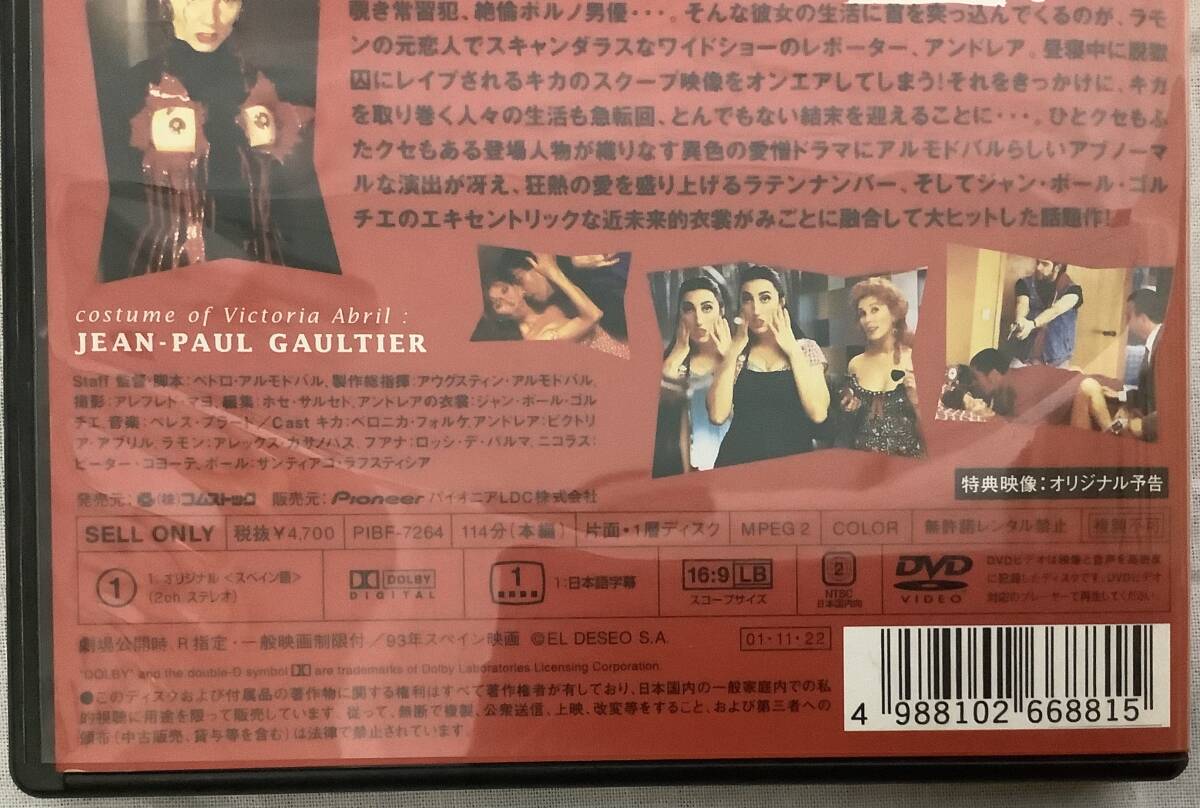 覗き常習犯、絶倫ポルノ男優・・・。そんな彼女の生活に首を突っ込んでくるのが、ラモ
ンの元恋人でスキャンダラスなワイドショーのレポーター、アンドレア。昼寝中に脱獄
囚にレイプされるキカのスクープ映像をオンエアしてしまう!それをきっかけに、キカ
を取り巻く人々の生活も急転回、とんでもない結末を迎えることに・・・。ひとクセもふ
たクセもある登場人物が織りなす異色の愛憎ドラマにアルモドバルらしいアブノーマ
ルな演出が冴え、狂熱の愛を盛り上げるラテンナンバー、そしてジャン・ポール・ゴル
チエのエキセントリックな近未来的衣裳がみごとに融合して大ヒットした話題作!
costume of Victoria Abril :
JEAN-PAUL GAULTIER
Staff 監督・脚本:ペドロ・アルモドバル、製作総指揮:アウグスティン・アルモドバル、
撮影:アレフレド・マヨ、編集:ホセ・サルセド、アンドレアの衣裳:ジャン・ポール・ゴル
チエ、音楽:ペレス・プラード/Cast キカ:ベロニカ・フォルケ、アンドレア:ビクトリ
ア・アブリル、ラモン:アレックス・カサノバス、フアナ:ロッシ・デ・パルマ、ニコラス:
ピーター・コヨーテ、ポール:サンティアゴ・ラフスティシア
発売元: (株)コムストック 販売元:Pioneer パイオニアLDC株式会社
特典映像:オリジナル予告
SELL ONLY 税抜¥4,700 PIBF-7264 114分(本編) 片面・1層ディスク MPEG 2 COLOR 無許諾レンタル禁止 複製不可
1 1.オリジナル<スペイン語>
(2ch ステレオ)
DOLBY
DIGITAL
1 1:日本語字幕
16:9 LB
スコープサイズ
2
NTSC
日本国内向
DVD
VIDEO
DVDビデオは映像と音声を高密度
に記録したディスクです。DVDビデオ
対応のプレーヤーで再生してください。
劇場公開時、R指定・一般映画制限付/93年スペイン映画 ©EL DESEO S.A. 01・11・22
"DOLBY" and the double-D symbol are trademarks of Dolby Laboratories Licensing Corporation.
●このディスクおよび付属品の著作物に関する権利はすべて著作権者が有しており、日本国内の一般家庭内での私
的視聴に用途を限って販売しています。従って、無断で複製、公衆送信、上映、改変等をすること、および第三者への
頒布(中古販売、貸与等を含む)は法律で禁止されています。
4 988102 668815